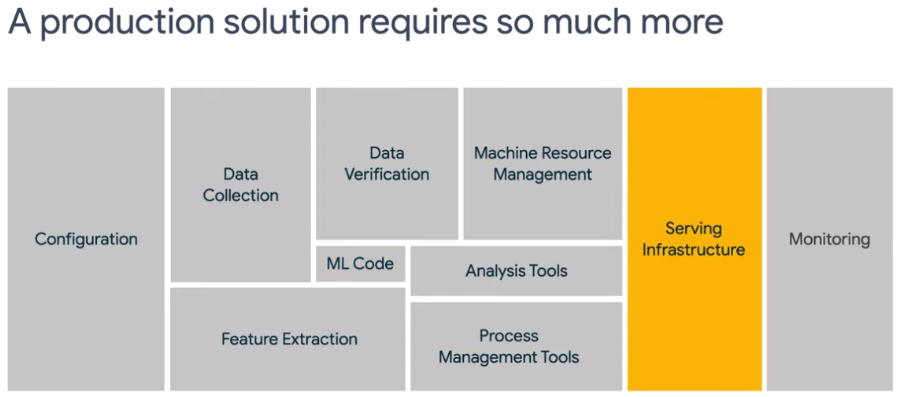 A production solution requires so much more
Configuration
Data
Collection
Data
Verification
Machine Resource
Management
ML Code
Analysis Tools
Feature Extraction
Process
Management Tools
Serving
Infrastructure
Monitoring